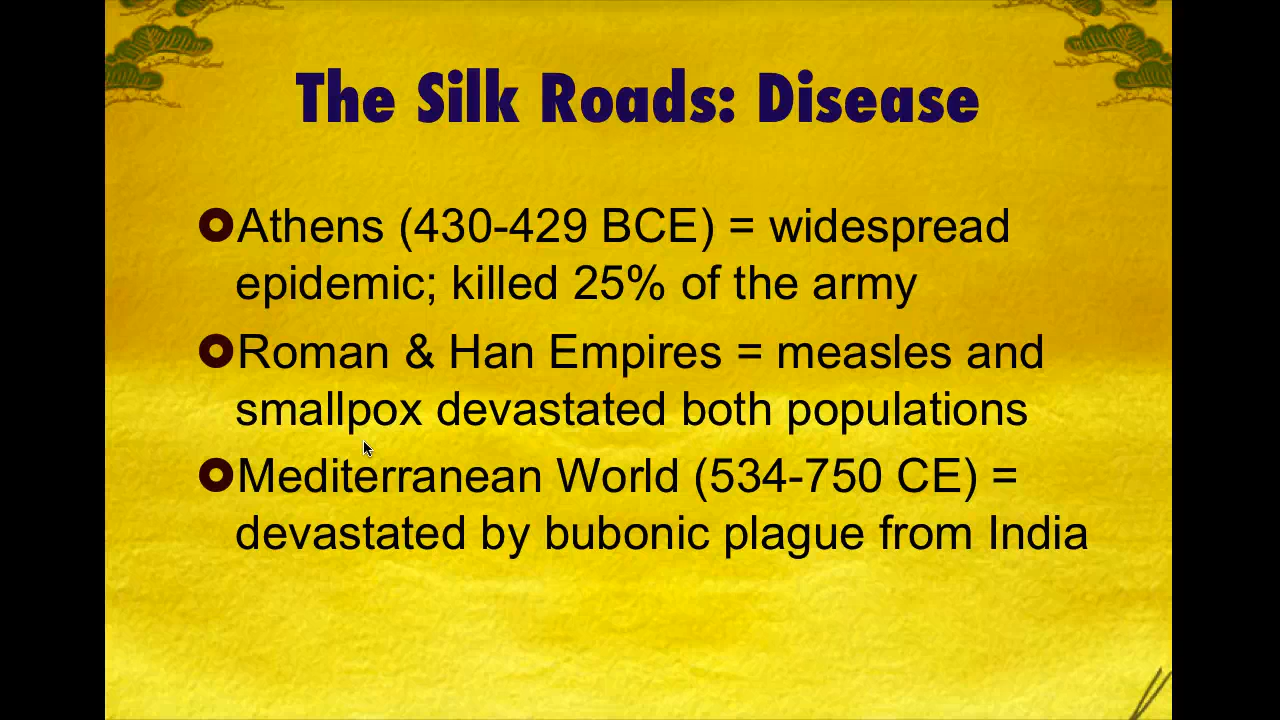 The Silk Roads: Disease
Athens (430-429 BCE) = widespread
epidemic; killed 25% of the army
Roman & Han Empires = measles and
smallpox devastated both populations
Mediterranean World (534-750 CE) =
devastated by bubonic plague from India